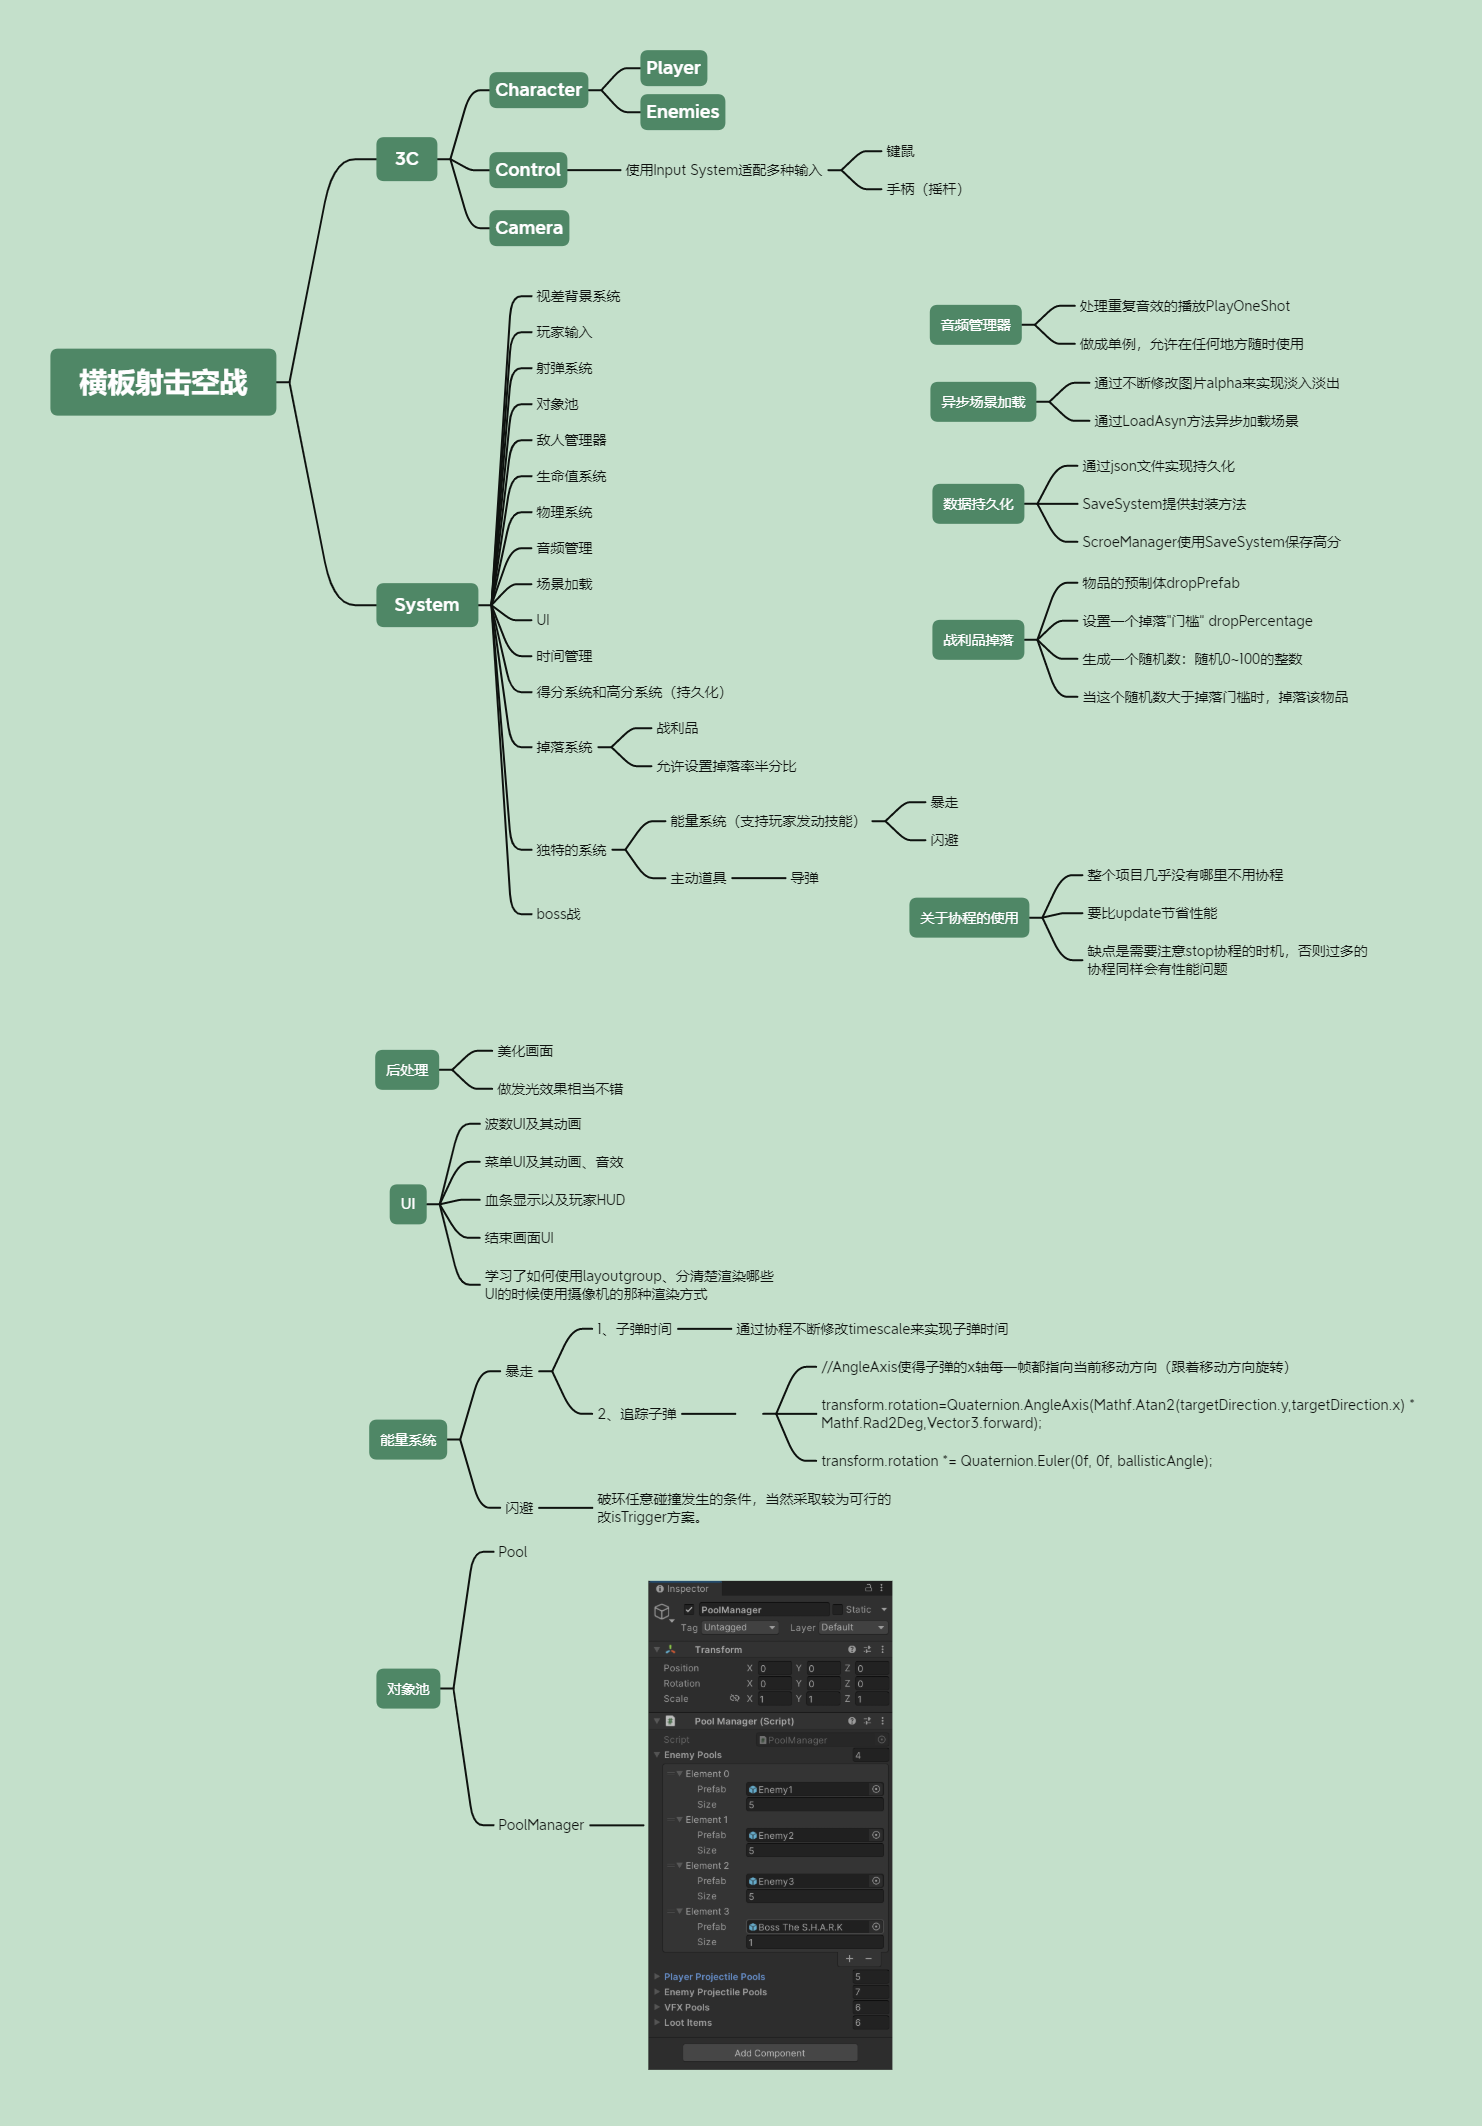 横板射击空战
3C
Character
Player
Enemies
Control
使用Input System适配多种输入
键鼠
手柄（摇杆）
Camera
System
视差背景系统
玩家输入
射弹系统
对象池
敌人管理器
生命值系统
物理系统
音频管理
场景加载
UI
时间管理
得分系统和高分系统（持久化）
掉落系统
战利品
允许设置掉落率半分比
独特的系统
能量系统（支持玩家发动技能）
暴走
闪避
主动道具
导弹
boss战
音频管理器
处理重复音效的播放PlayOneShot
做成单例，允许在任何地方随时使用
异步场景加载
通过不断修改图片alpha来实现淡入淡出
通过LoadAsyn方法异步加载场景
数据持久化
通过json文件实现持久化
SaveSystem提供封装方法
ScroeManager使用SaveSystem保存高分
战利品掉落
物品的预制体dropPrefab
设置一个掉落"门槛" dropPercentage
生成一个随机数：随机0~100的整数
当这个随机数大于掉落门槛时，掉落该物品
关于协程的使用
整个项目几乎没有哪里不用协程
要比update节省性能
缺点是需要注意stop协程的时机，否则过多的
协程同样会有性能问题
后处理
美化画面
做发光效果相当不错
UI
波数UI及其动画
菜单UI及其动画、音效
血条显示以及玩家HUD
结束画面UI
学习了如何使用layoutgroup、分清楚渲染哪些
UI的时候使用摄像机的那种渲染方式
能量系统
暴走
1、子弹时间
通过协程不断修改timescale来实现子弹时间
2、追踪子弹
//AngleAxis使得子弹的x轴每一帧都指向当前移动方向（跟着移动方向旋转）
transform.rotation=Quaternion.AngleAxis(Mathf.Atan2(targetDirection.y,targetDirection.x) *
Mathf.Rad2Deg,Vector3.forward);
transform.rotation *= Quaternion.Euler(0f, 0f, ballisticAngle);
闪避
破环任意碰撞发生的条件，当然采取较为可行的
改isTrigger方案。
对象池
Pool
PoolManager
Inspector
PoolManager
Static
Tag Untagged Layer Default
Transform
Position X 0 Y 0 Z 0
Rotation X 0 Y 0 Z 0
Scale X 1 Y 1 Z 1
Pool Manager (Script)
Script PoolManager
Enemy Pools 4
Element 0
Prefab Enemy1
Size 5
Element 1
Prefab Enemy2
Size 5
Element 2
Prefab Enemy3
Size 5
Element 3
Prefab Boss The S.H.A.R.K
Size 1
+ −
Player Projectile Pools 5
Enemy Projectile Pools 7
VFX Pools 6
Loot Items 6
Add Component